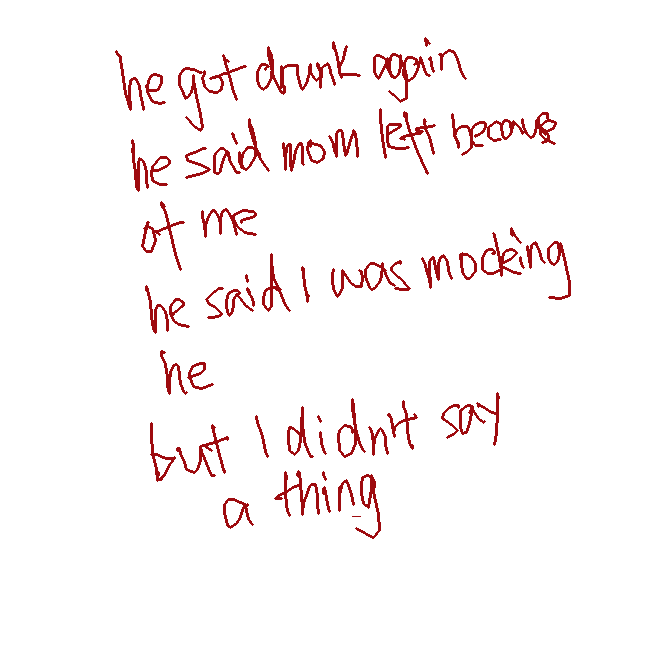 he got drunk again
he said mom left because
of me
he said I was mocking
he
but I didn't say
a thing